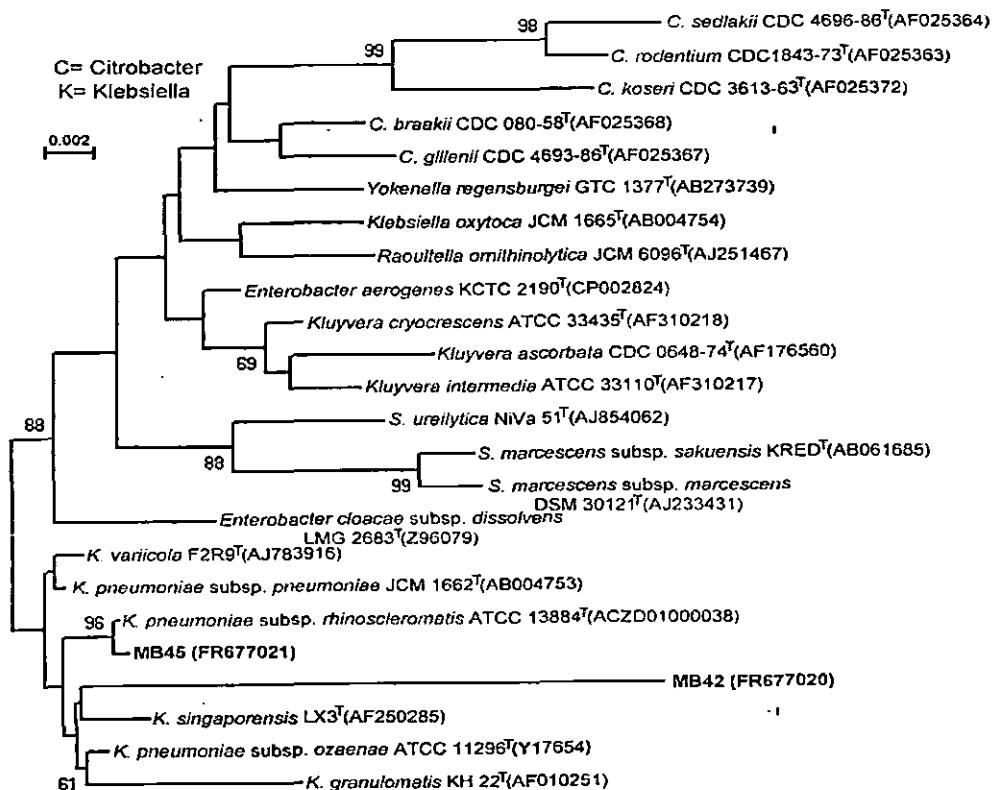 98
C. sedlakii CDC 4696-86T(AF025364)
99
C. rodentium CDC1843-73T(AF025363)
C= Citrobacter
K= Klebsiella
C. koseri CDC 3613-63T(AF025372)
0.002
C. braakii CDC 080-58T(AF025368)
C. gillenii CDC 4693-86T(AF025367)
Yokenella regensburgei GTC 1377T(AB273739)
Klebsiella oxytoca JCM 1665T(AB004754)
Raoultella ornithinolytica JCM 6096T(AJ251467)
Enterobacter aerogenes KCTC 2190T(CP002824)
Kluyvera cryocrescens ATCC 33435T(AF310218)
69
Kluyvera ascorbata CDC 0648-74T(AF176560)
Kluyvera intermedia ATCC 33110T(AF310217)
88
S. ureilytica NiVa 51T(AJ854062)
88
S. marcescens subsp. sakuensis KREDT(AB061685)
99
S. marcescens subsp. marcescens
DSM 30121T(AJ233431)
Enterobacter cloacae subsp. dissolvens
LMG 2683T(Z96079)
K. variicola F2R9T(AJ783916)
K. pneumoniae subsp. pneumoniae JCM 1662T(AB004753)
96
K. pneumoniae subsp. rhinoscleromatis ATCC 13884T(ACZD01000038)
MB45 (FR677021)
MB42 (FR677020)
K. singaporensis LX3T(AF250285)
K. pneumoniae subsp. ozaenae ATCC 11296T(Y17654)
61
K. granulomatis KH 22T(AF010251)